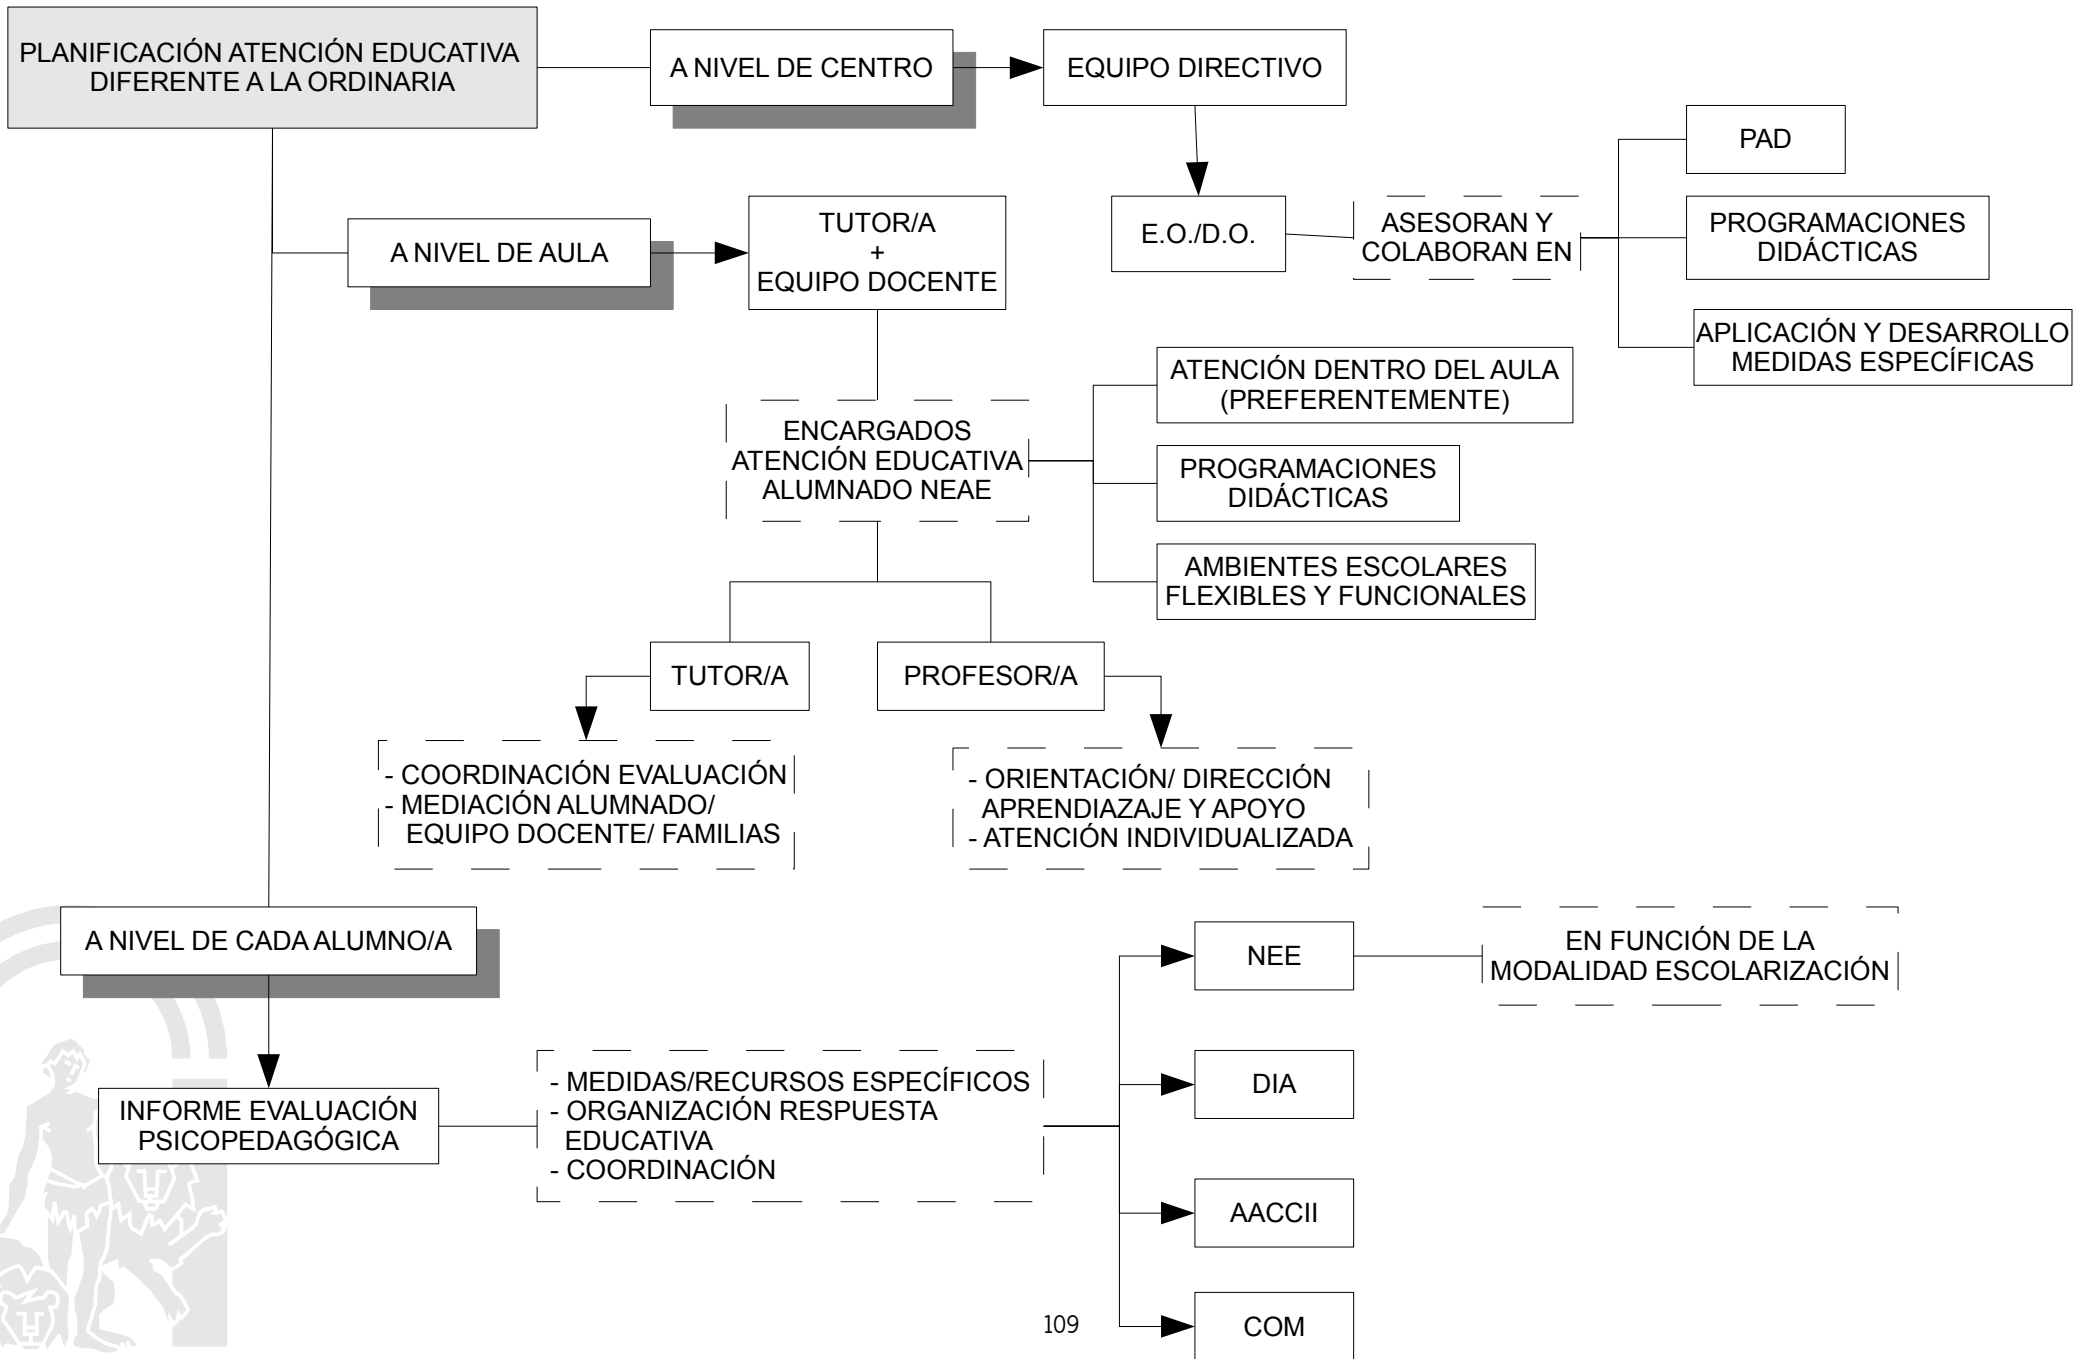 PLANIFICACIÓN ATENCIÓN EDUCATIVA
DIFERENTE A LA ORDINARIA
A NIVEL DE CENTRO
EQUIPO DIRECTIVO
E.O./D.O.
ASESORAN Y
COLABORAN EN
PAD
PROGRAMACIONES
DIDÁCTICAS
APLICACIÓN Y DESARROLLO
MEDIDAS ESPECÍFICAS
A NIVEL DE AULA
TUTOR/A
+
EQUIPO DOCENTE
ENCARGADOS
ATENCIÓN EDUCATIVA
ALUMNADO NEAE
ATENCIÓN DENTRO DEL AULA
(PREFERENTEMENTE)
PROGRAMACIONES
DIDÁCTICAS
AMBIENTES ESCOLARES
FLEXIBLES Y FUNCIONALES
TUTOR/A
- COORDINACIÓN EVALUACIÓN
- MEDIACIÓN ALUMNADO/
EQUIPO DOCENTE/ FAMILIAS
PROFESOR/A
- ORIENTACIÓN/ DIRECCIÓN
APRENDIAZAJE Y APOYO
- ATENCIÓN INDIVIDUALIZADA
A NIVEL DE CADA ALUMNO/A
INFORME EVALUACIÓN
PSICOPEDAGÓGICA
- MEDIDAS/RECURSOS ESPECÍFICOS
- ORGANIZACIÓN RESPUESTA
EDUCATIVA
- COORDINACIÓN
NEE
EN FUNCIÓN DE LA
MODALIDAD ESCOLARIZACIÓN
DIA
AACCII
COM
109